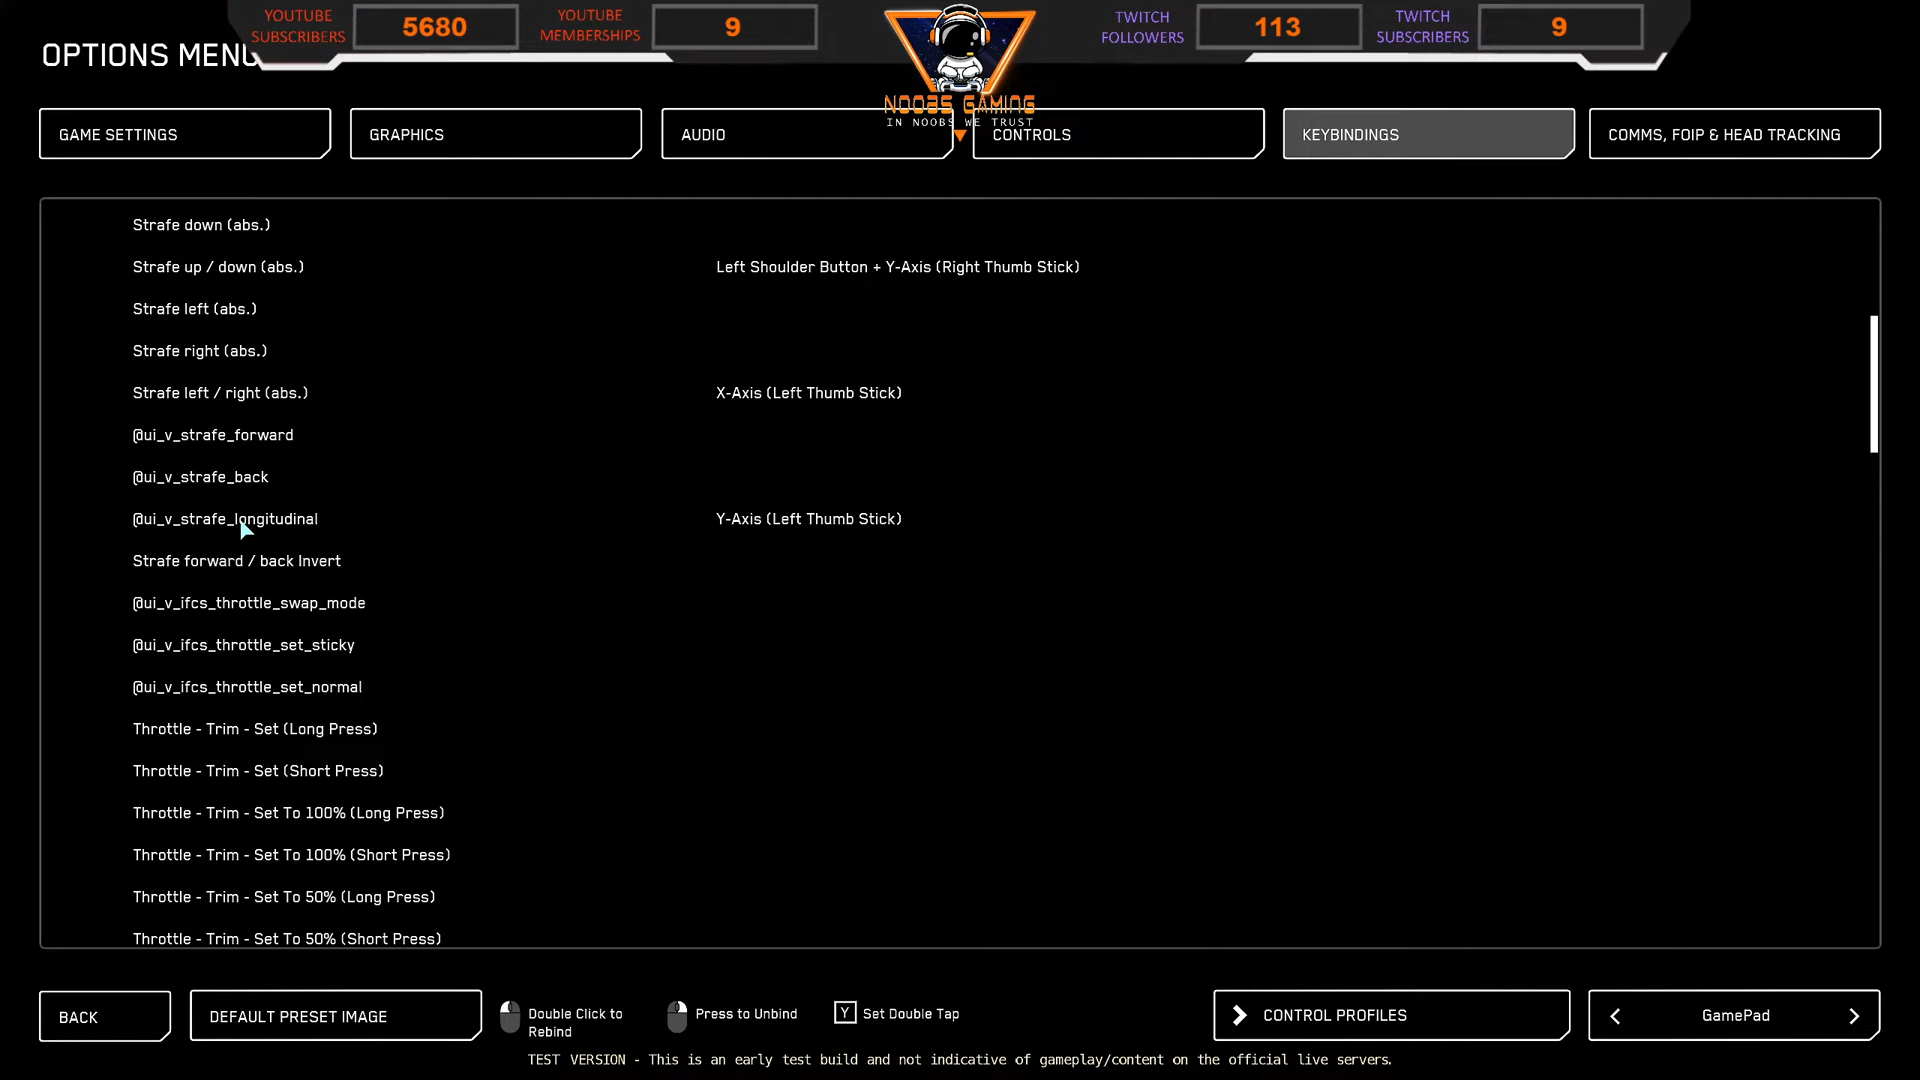 YOUTUBE SUBSCRIBERS
5680
YOUTUBE MEMBERSHIPS
9
TWITCH FOLLOWERS
113
TWITCH SUBSCRIBERS
9
OPTIONS MENU
NOOBS GAMING
IN NOOBS WE TRUST
GAME SETTINGS
GRAPHICS
AUDIO
CONTROLS
KEYBINDINGS
COMMS, FOIP & HEAD TRACKING
Strafe down (abs.)
Strafe up / down (abs.) Left Shoulder Button + Y-Axis (Right Thumb Stick)
Strafe left (abs.)
Strafe right (abs.)
Strafe left / right (abs.) X-Axis (Left Thumb Stick)
@ui_v_strafe_forward
@ui_v_strafe_back
@ui_v_strafe_longitudinal Y-Axis (Left Thumb Stick)
Strafe forward / back Invert
@ui_v_ifcs_throttle_swap_mode
@ui_v_ifcs_throttle_set_sticky
@ui_v_ifcs_throttle_set_normal
Throttle - Trim - Set (Long Press)
Throttle - Trim - Set (Short Press)
Throttle - Trim - Set To 100% (Long Press)
Throttle - Trim - Set To 100% (Short Press)
Throttle - Trim - Set To 50% (Long Press)
Throttle - Trim - Set To 50% (Short Press)
BACK
DEFAULT PRESET IMAGE
Double Click to
Rebind
Press to Unbind
Y Set Double Tap
CONTROL PROFILES
GamePad
TEST VERSION - This is an early test build and not indicative of gameplay/content on the official live servers.